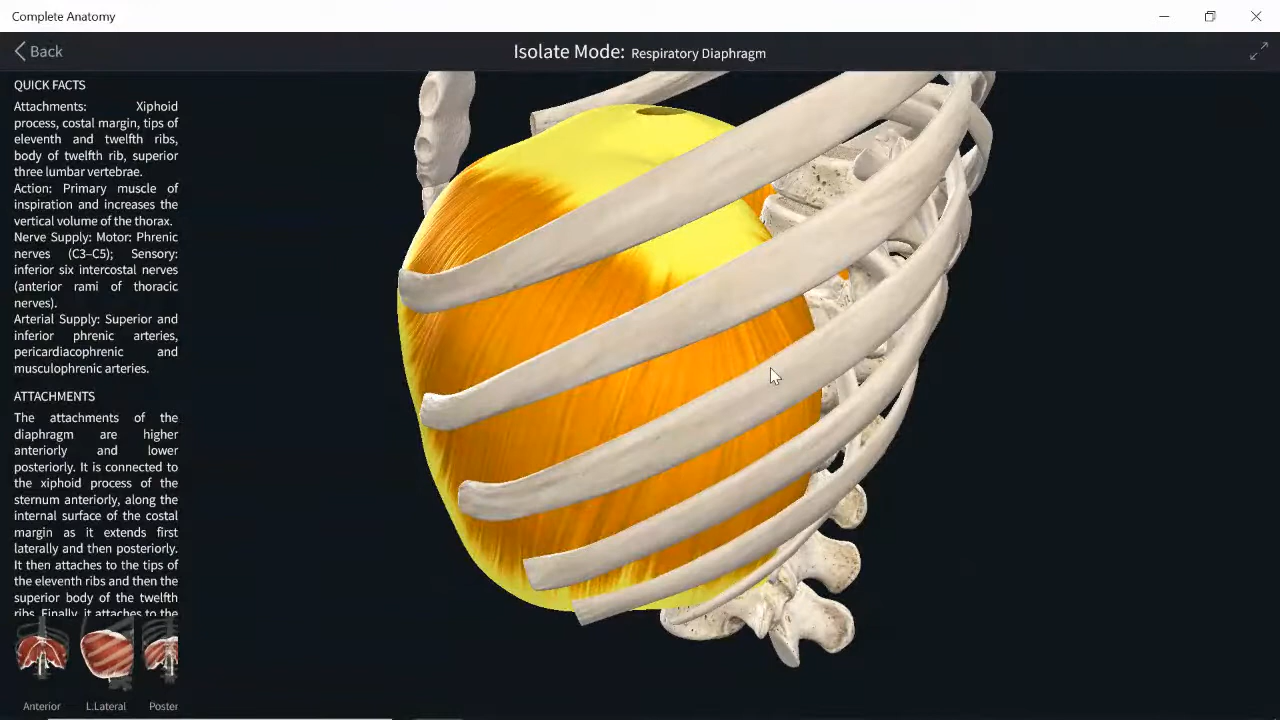 Complete Anatomy
Back
Isolate Mode: Respiratory Diaphragm
QUICK FACTS
Attachments: Xiphoid
process, costal margin, tips of
eleventh and twelfth ribs,
body of twelfth rib, superior
three lumbar vertebrae.
Action: Primary muscle of
inspiration and increases the
vertical volume of the thorax.
Nerve Supply: Motor: Phrenic
nerves (C3–C5); Sensory:
inferior six intercostal nerves
(anterior rami of thoracic
nerves).
Arterial Supply: Superior and
inferior phrenic arteries,
pericardiacophrenic and
musculophrenic arteries.
ATTACHMENTS
The attachments of the
diaphragm are higher
anteriorly and lower
posteriorly. It is connected to
the xiphoid process of the
sternum anteriorly, along the
internal surface of the costal
margin as it extends first
laterally and then posteriorly.
It then attaches to the tips of
the eleventh ribs and then the
superior body of the twelfth
ribs. Finally, it attaches to the
Anterior
L.Lateral
Poster